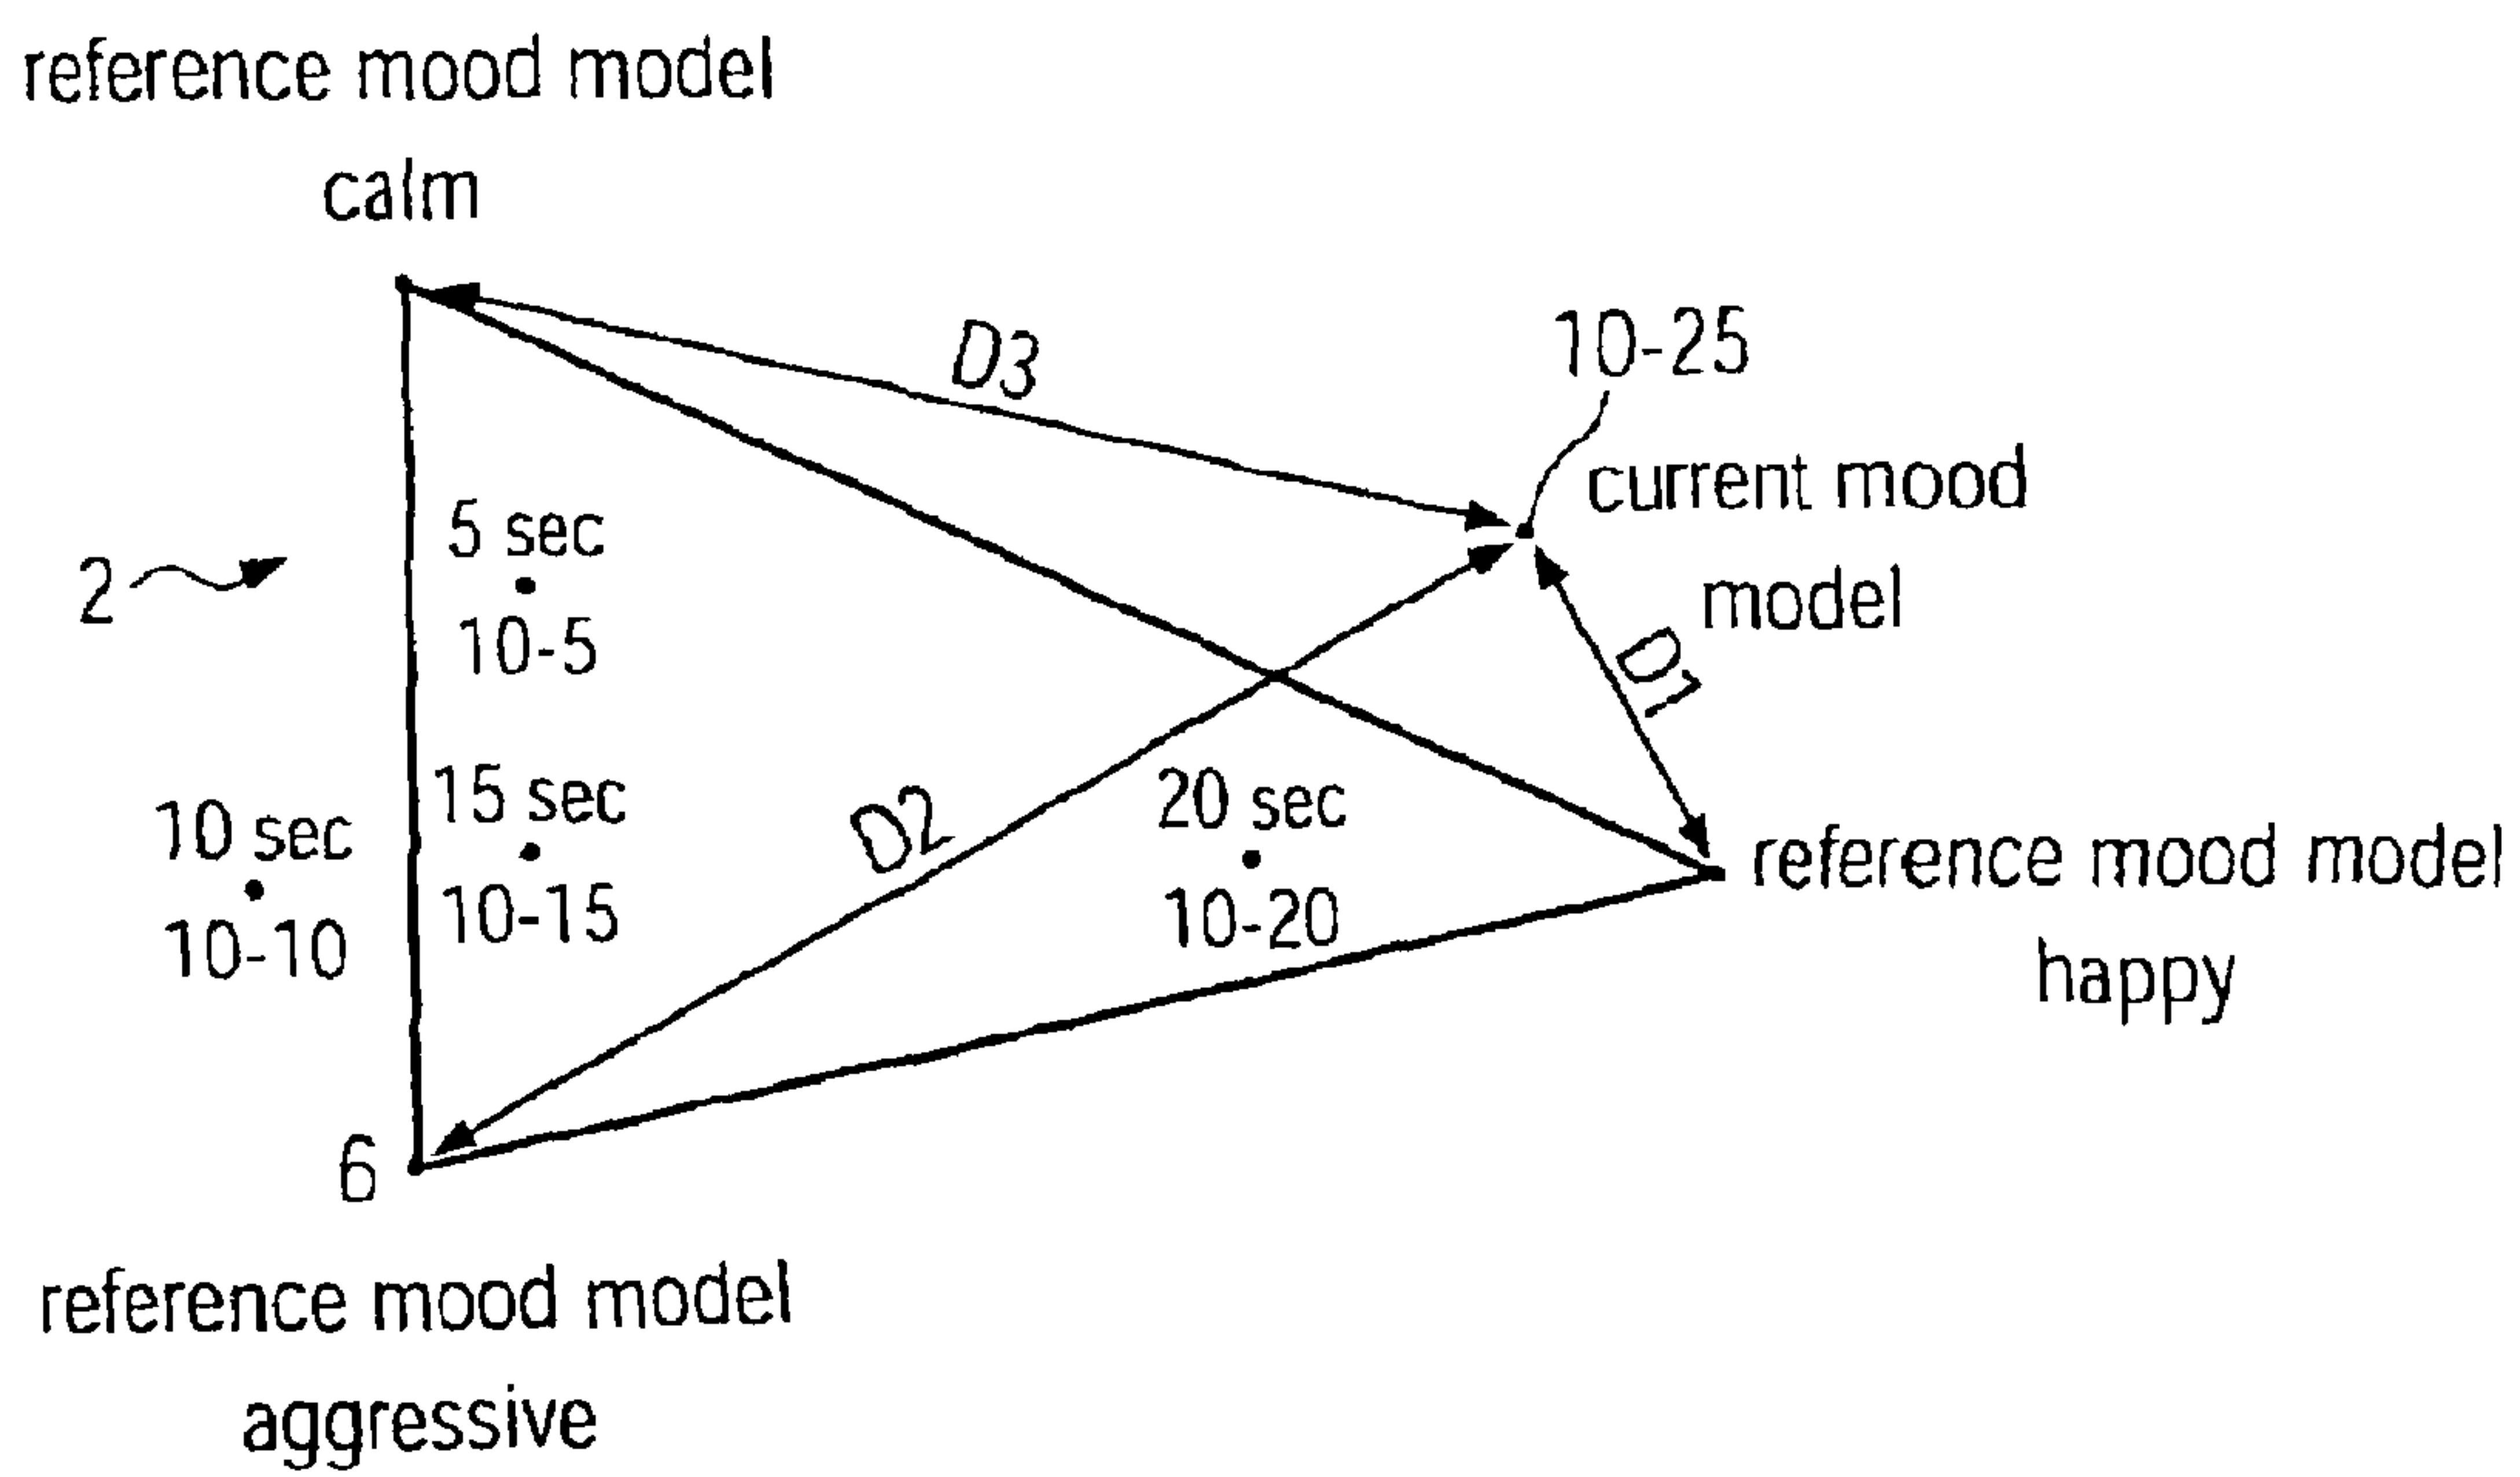 reference mood model
calm
D3
10-25
current mood
model
5 sec
2
10-5
D1
15 sec
20 sec
10 sec
D2
reference mood model
10-15
10-20
10-10
happy
6
reference mood model
aggressive